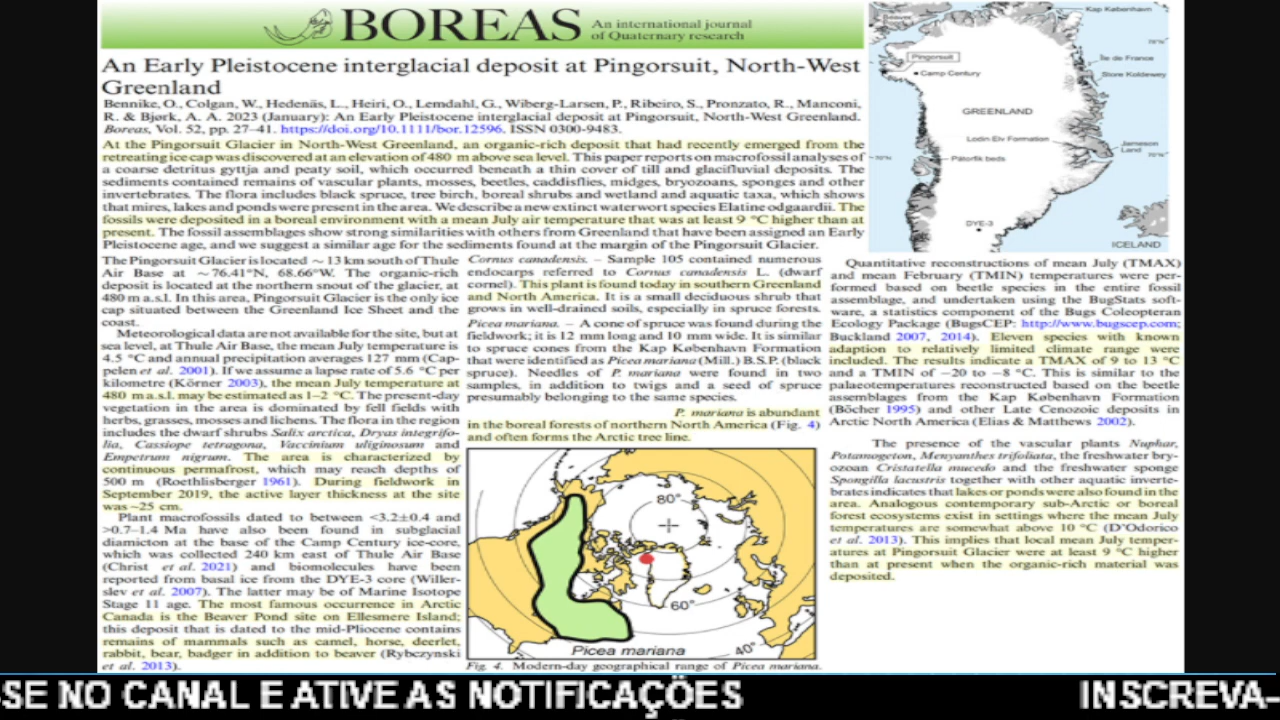 BOREAS
An international journal
of Quaternary research
An Early Pleistocene interglacial deposit at Pingorsuit, North-West
Greenland
Bennike, O., Colgan, W., Hedenäs, L., Heiri, O., Lemdahl, G., Wiberg-Larsen, P., Ribeiro, S., Pronzato, R., Manconi,
R. & Bjørk, A. A. 2023 (January): An Early Pleistocene interglacial deposit at Pingorsuit, North-West Greenland.
Boreas, Vol. 52, pp. 27–41. https://doi.org/10.1111/bor.12596. ISSN 0300-9483.
At the Pingorsuit Glacier in North-West Greenland, an organic-rich deposit that had recently emerged from the
retreating ice cap was discovered at an elevation of 480 m above sea level. This paper reports on macrofossil analyses of
a coarse detritus gyttja and peaty soil, which occurred beneath a thin cover of till and glacifluvial deposits. The
sediments contained remains of vascular plants, mosses, beetles, caddisflies, midges, bryozoans, sponges and other
invertebrates. The flora includes black spruce, tree birch, boreal shrubs and wetland and aquatic taxa, which shows
that mires, lakes and ponds were present in the area. We describe a new extinct waterwort species Elatine odgaardii. The
fossils were deposited in a boreal environment with a mean July air temperature that was at least 9 °C higher than at
present. The fossil assemblages show strong similarities with others from Greenland that have been assigned an Early
Pleistocene age, and we suggest a similar age for the sediments found at the margin of the Pingorsuit Glacier.
Beaver
Kap København
78°N
Pingorsuit
Camp Century
Île de France
Store Koldewey
GREENLAND
Lodin Elv Formation
Jameson
Land
70°N
70°N
Patorfik beds
DYE-3
ICELAND
The Pingorsuit Glacier is located ~ 13 km south of Thule
Air Base at ~76.41°N, 68.66°W. The organic-rich
deposit is located at the northern snout of the glacier, at
480 m a.s.l. In this area, Pingorsuit Glacier is the only ice
cap situated between the Greenland Ice Sheet and the
coast.
Meteorological data are not available for the site, but at
sea level, at Thule Air Base, the mean July temperature is
4.5 °C and annual precipitation averages 127 mm (Cap-
pelen et al. 2001). If we assume a lapse rate of 5.6 °C per
kilometre (Körner 2003), the mean July temperature at
480 m a.s.l. may be estimated as 1–2 °C. The present-day
vegetation in the area is dominated by fell fields with
herbs, grasses, mosses and lichens. The flora in the region
includes the dwarf shrubs Salix arctica, Dryas integrifo-
lia, Cassiope tetragona, Vaccinium uliginosum and
Empetrum nigrum. The area is characterized by
continuous permafrost, which may reach depths of
500 m (Roethlisberger 1961). During fieldwork in
September 2019, the active layer thickness at the site
was ~25 cm.
Plant macrofossils dated to between ~3.2±0.4 and
>0.7–1.4 Ma have also been found in subglacial
diamicton at the base of the Camp Century ice-core,
which was collected 240 km east of Thule Air Base
(Christ et al. 2021) and biomolecules have been
reported from basal ice from the DYE-3 core (Willer-
slev et al. 2007). The latter may be of Marine Isotope
Stage 11 age. The most famous occurrence in Arctic
Canada is the Beaver Pond site on Ellesmere Island;
this deposit that is dated to the mid-Pliocene contains
remains of mammals such as camel, horse, deerlet,
rabbit, bear, badger in addition to beaver (Rybczynski
et al. 2013).
Cornus canadensis. – Sample 105 contained numerous
endocarps referred to Cornus canadensis L. (dwarf
cornel). This plant is found today in southern Greenland
and North America. It is a small deciduous shrub that
grows in well-drained soils, especially in spruce forests.
Picea mariana. – A cone of spruce was found during the
fieldwork; it is 12 mm long and 10 mm wide. It is similar
to spruce cones from the Kap København Formation
that were identified as Picea mariana (Mill.) B.S.P. (black
spruce). Needles of P. mariana were found in two
samples, in addition to twigs and a seed of spruce
presumably belonging to the same species.
P. mariana is abundant
in the boreal forests of northern North America (Fig. 4)
and often forms the Arctic tree line.
80°
60°
40°
Picea mariana
Fig. 4. Modern-day geographical range of Picea mariana.
Quantitative reconstructions of mean July (TMAX)
and mean February (TMIN) temperatures were per-
formed based on beetle species in the entire fossil
assemblage, and undertaken using the BugStats soft-
ware, a statistics component of the Bugs Coleopteran
Ecology Package (BugsCEP: http://www.bugscep.com;
Buckland 2007, 2014). Eleven species with known
adaption to relatively limited climate range were
included. The results indicate a TMAX of 9 to 13 °C
and a TMIN of −20 to −8 °C. This is similar to the
palaeotemperatures reconstructed based on the beetle
assemblages from the Kap København Formation
(Böcher 1995) and other Late Cenozoic deposits in
Arctic North America (Elias & Matthews 2002).
The presence of the vascular plants Nuphar,
Potamogeton, Menyanthes trifoliata, the freshwater bry-
ozoan Cristatella mucedo and the freshwater sponge
Spongilla lacustris together with other aquatic inverte-
brates indicates that lakes or ponds were also found in the
area. Analogous contemporary sub-Arctic or boreal
forest ecosystems exist in settings where the mean July
temperatures are somewhat above 10 °C (D'Odorico
et al. 2013). This implies that local mean July temper-
atures at Pingorsuit Glacier were at least 9 °C higher
than at present when the organic-rich material was
deposited.
-SE NO CANAL E ATIVE AS NOTIFICAÇÕES INSCREVA-